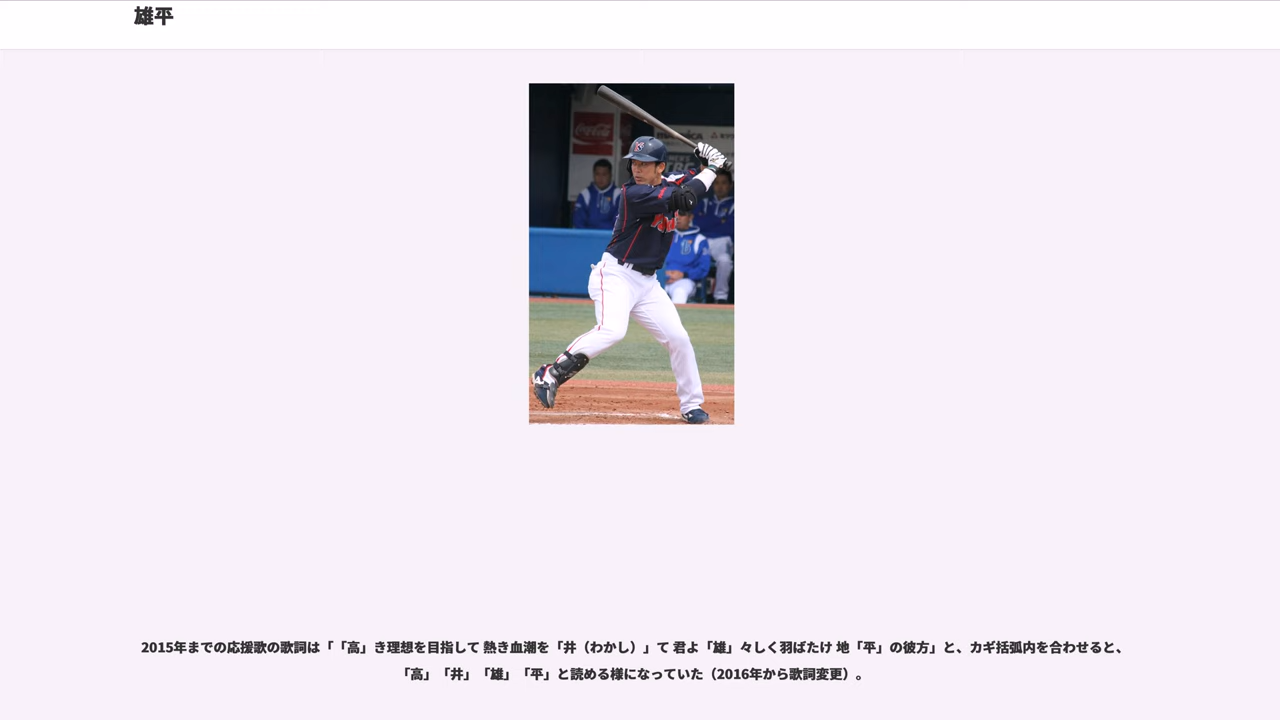 雄平
Coca-Cola
2015年までの応援歌の歌詞は「「高」き理想を目指して 熱き血潮を「井（わかし）」て 君よ「雄」々しく羽ばたけ 地「平」の彼方」と、カギ括弧内を合わせると、
「高」「井」「雄」「平」と読める様になっていた（2016年から歌詞変更）。